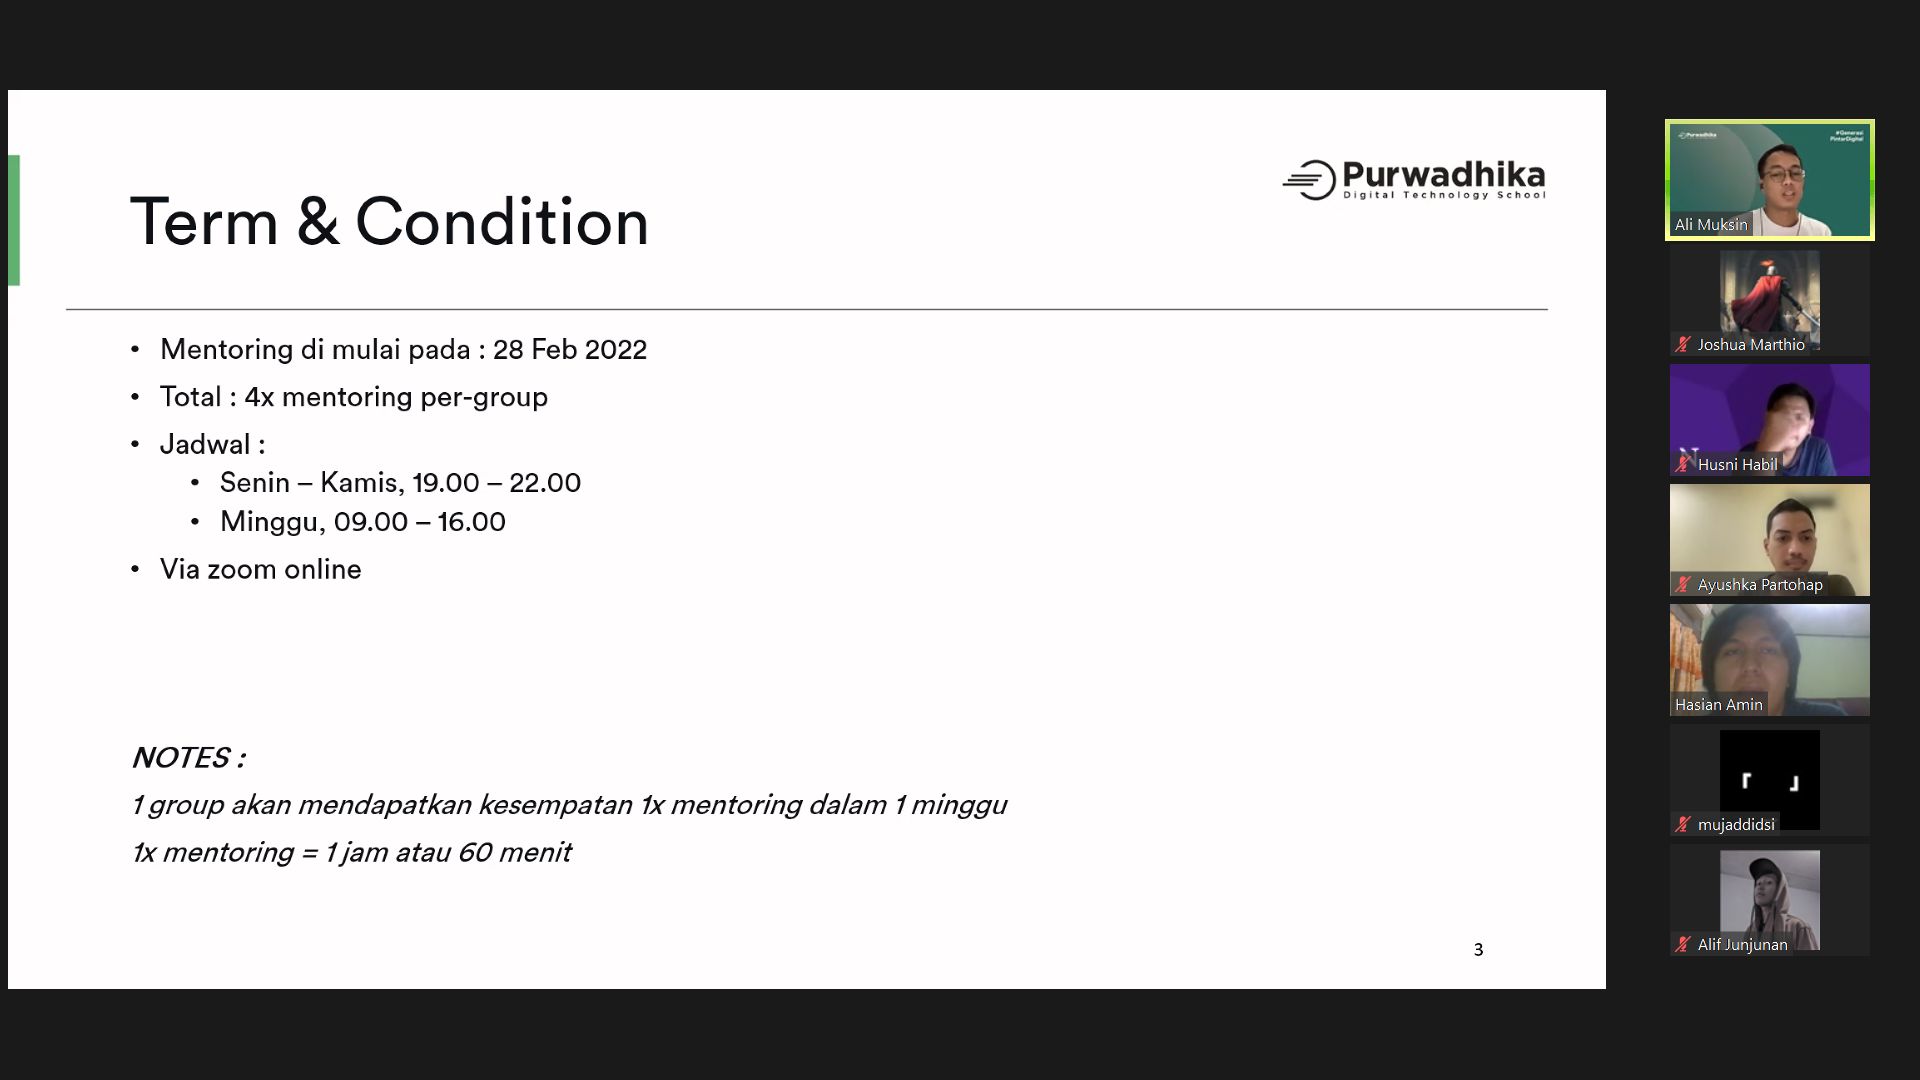 Purwadhika
Digital Technology School
Term & Condition
• Mentoring di mulai pada : 28 Feb 2022
• Total : 4x mentoring per-group
• Jadwal :
• Senin – Kamis, 19.00 – 22.00
• Minggu, 09.00 – 16.00
• Via zoom online
NOTES :
1 group akan mendapatkan kesempatan 1x mentoring dalam 1 minggu
1x mentoring = 1 jam atau 60 menit
3
Purwadhika
#Generasi
PintarDigital
Ali Muksin
Joshua Marthio
N
Husni Habil
Ayushka Partohap
Hasian Amin
mujaddidsi
Alif Junjunan